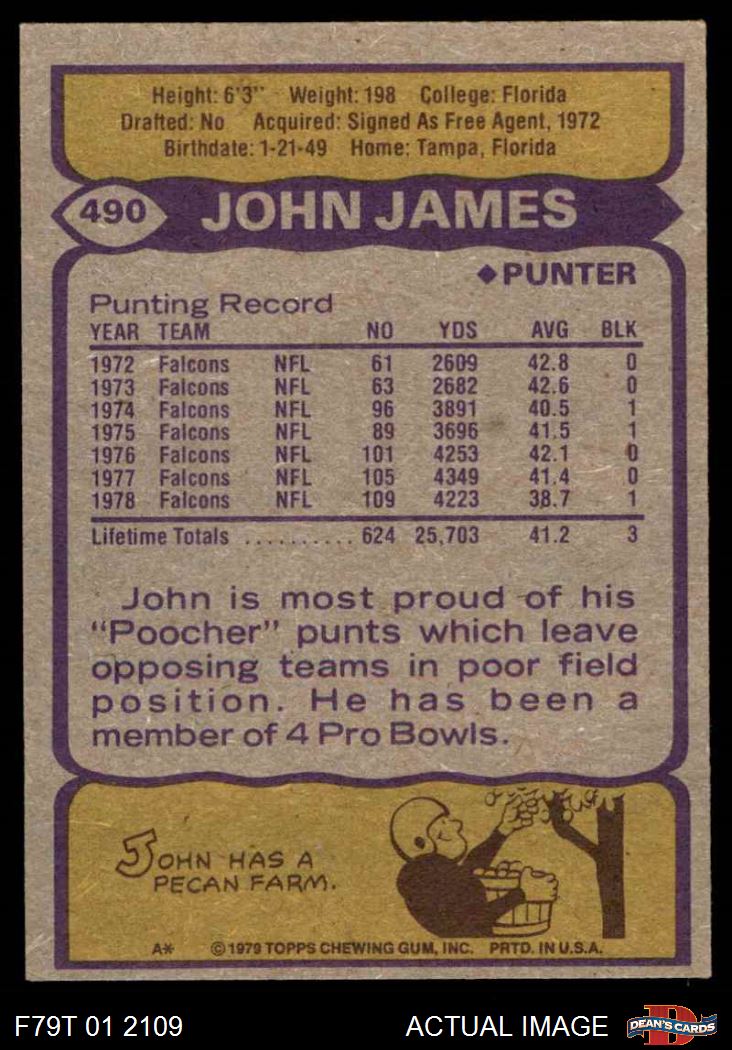 Height: 6'3" Weight: 198 College: Florida
Drafted: No Acquired: Signed As Free Agent, 1972
Birthdate: 1-21-49 Home: Tampa, Florida
490 JOHN JAMES
◆PUNTER
Punting Record
YEAR TEAM NO YDS AVG BLK
1972 Falcons NFL 61 2609 42.8 0
1973 Falcons NFL 63 2682 42.6 0
1974 Falcons NFL 96 3891 40.5 1
1975 Falcons NFL 89 3696 41.5 1
1976 Falcons NFL 101 4253 42.1 0
1977 Falcons NFL 105 4349 41.4 0
1978 Falcons NFL 109 4223 38.7 1
Lifetime Totals .......... 624 25,703 41.2 3
John is most proud of his
"Poocher" punts which leave
opposing teams in poor field
position. He has been a
member of 4 Pro Bowls.
JOHN HAS A
PECAN FARM.
A* ©1979 TOPPS CHEWING GUM, INC. PRTD. IN U.S.A.
F79T 01 2109 ACTUAL IMAGE D DEAN'S CARDS